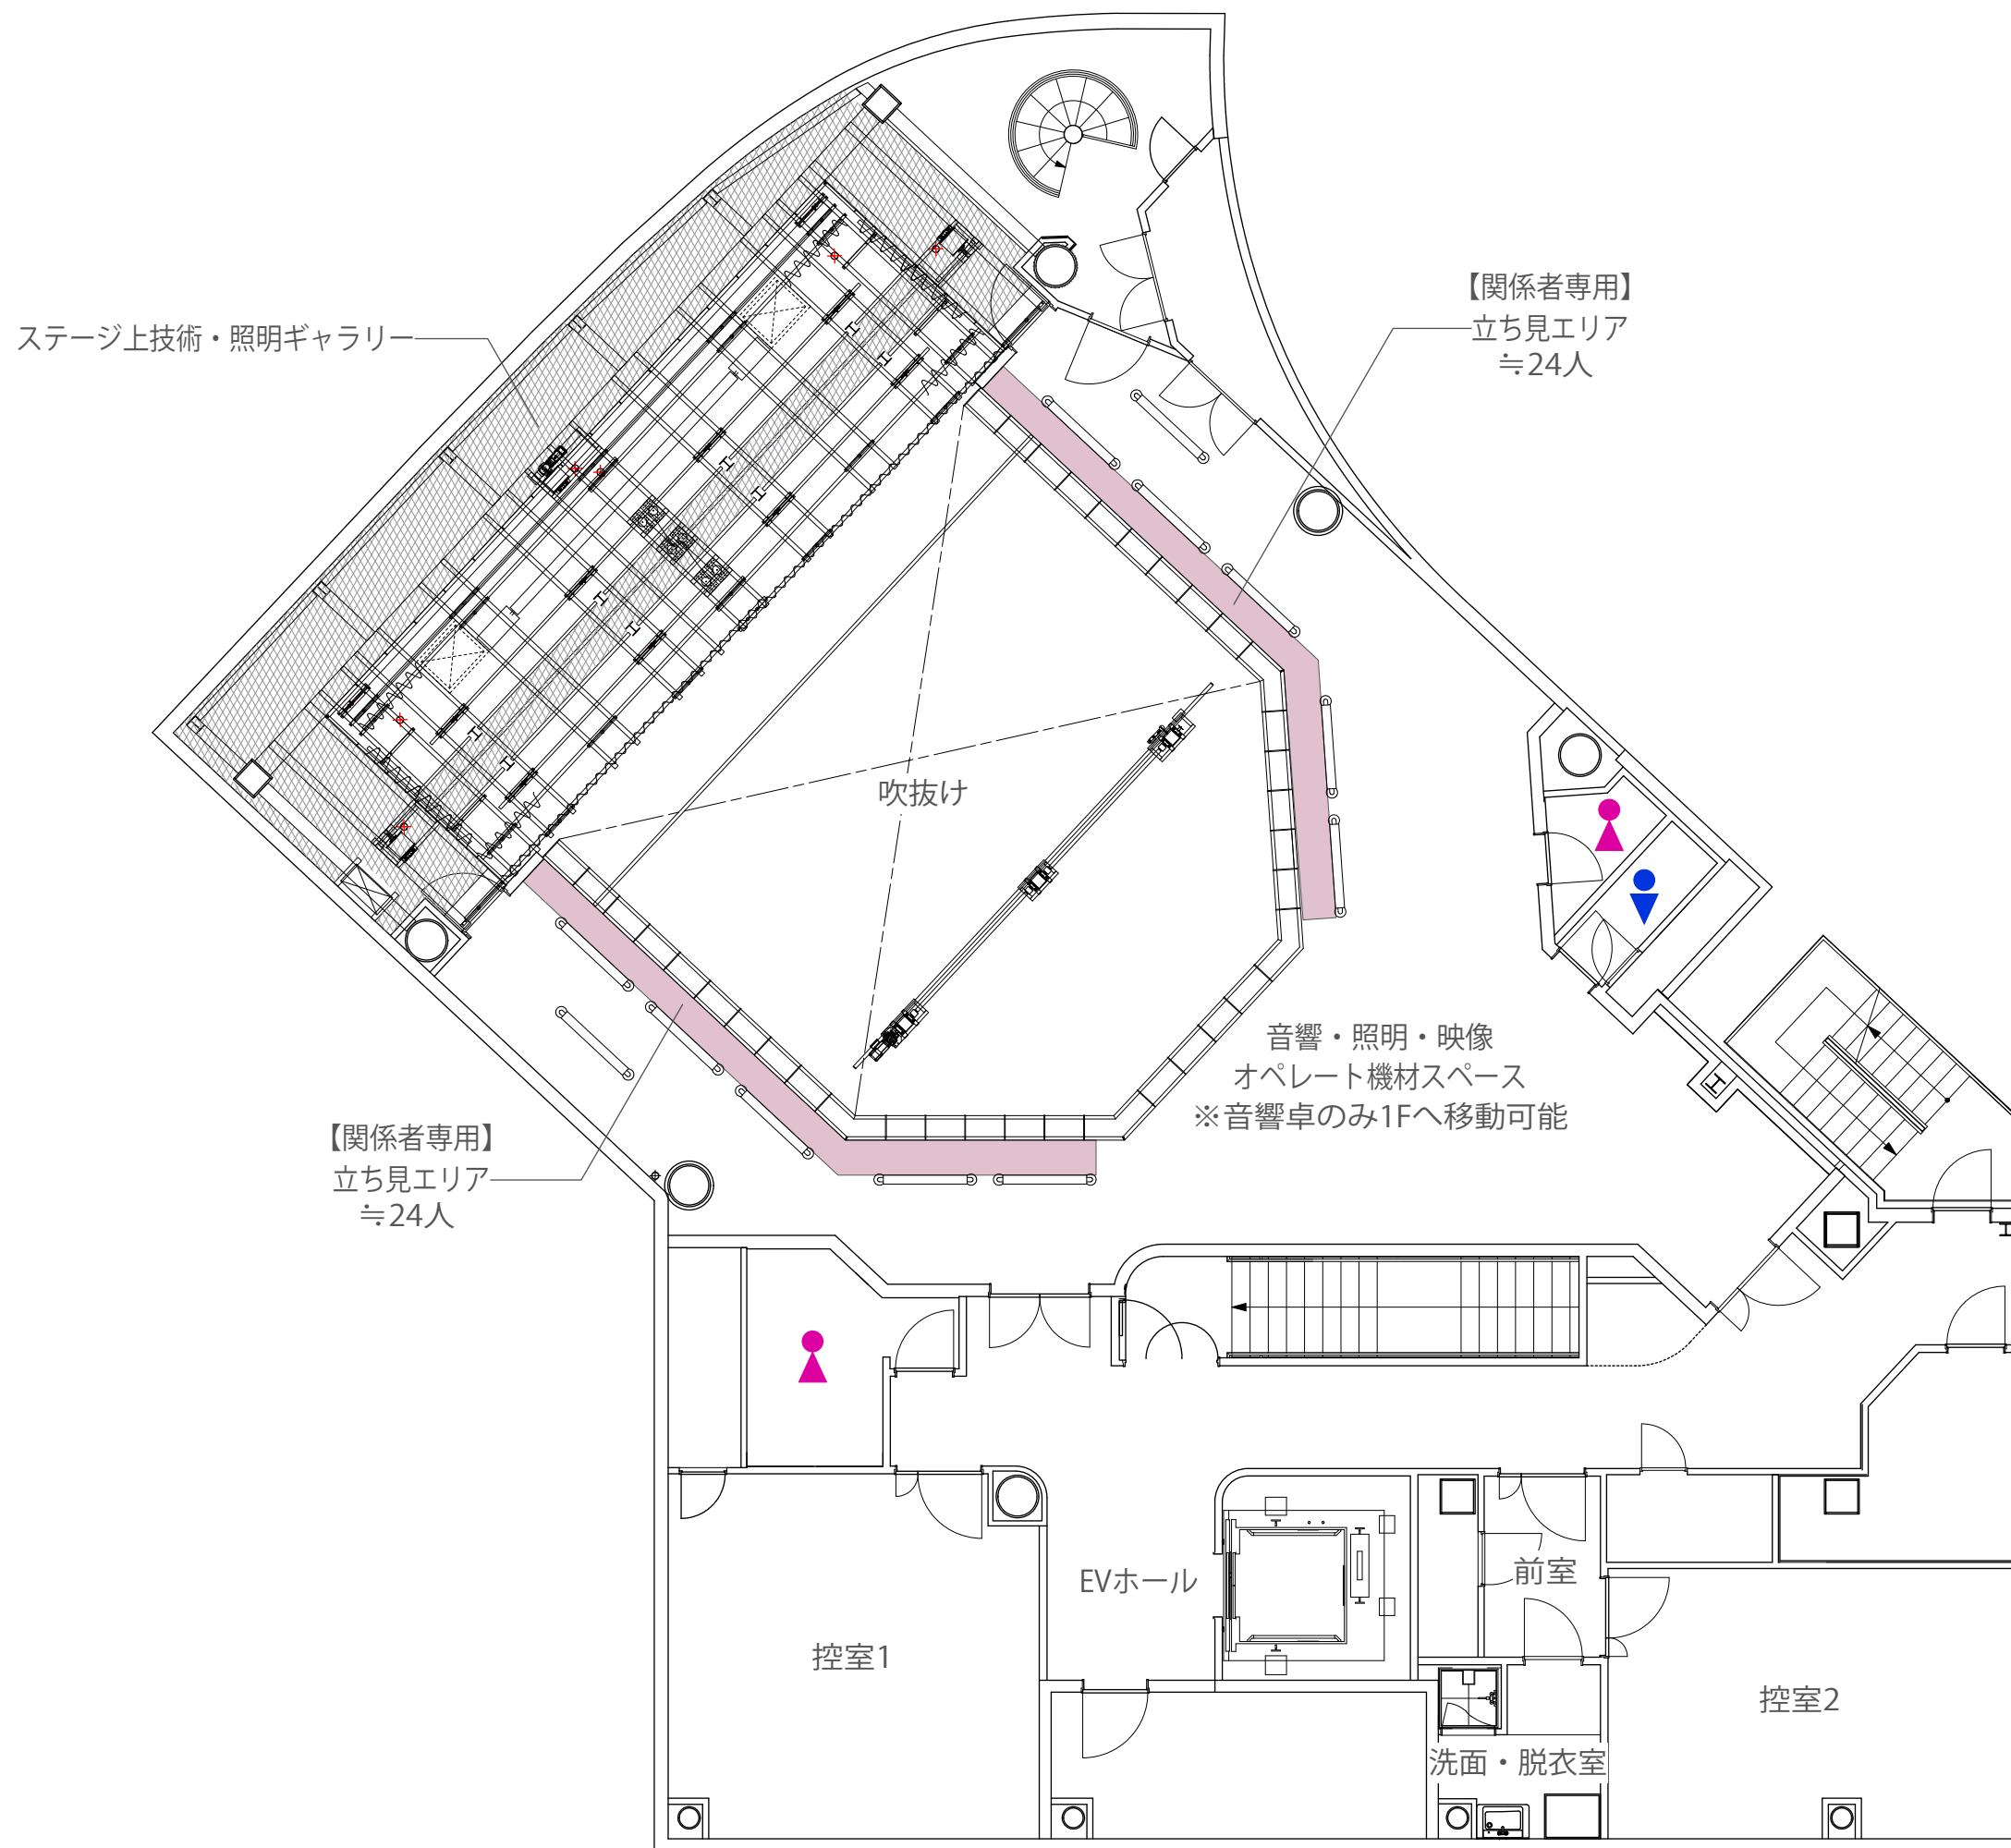 【関係者専用】
立ち見エリア
≒24人
ステージ上技術・照明ギャラリー
吹抜け
音響・照明・映像
オペレート機材スペース
※音響卓のみ1Fへ移動可能
【関係者専用】
立ち見エリア
≒24人
EVホール
前室
控室1
控室2
洗面・脱衣室